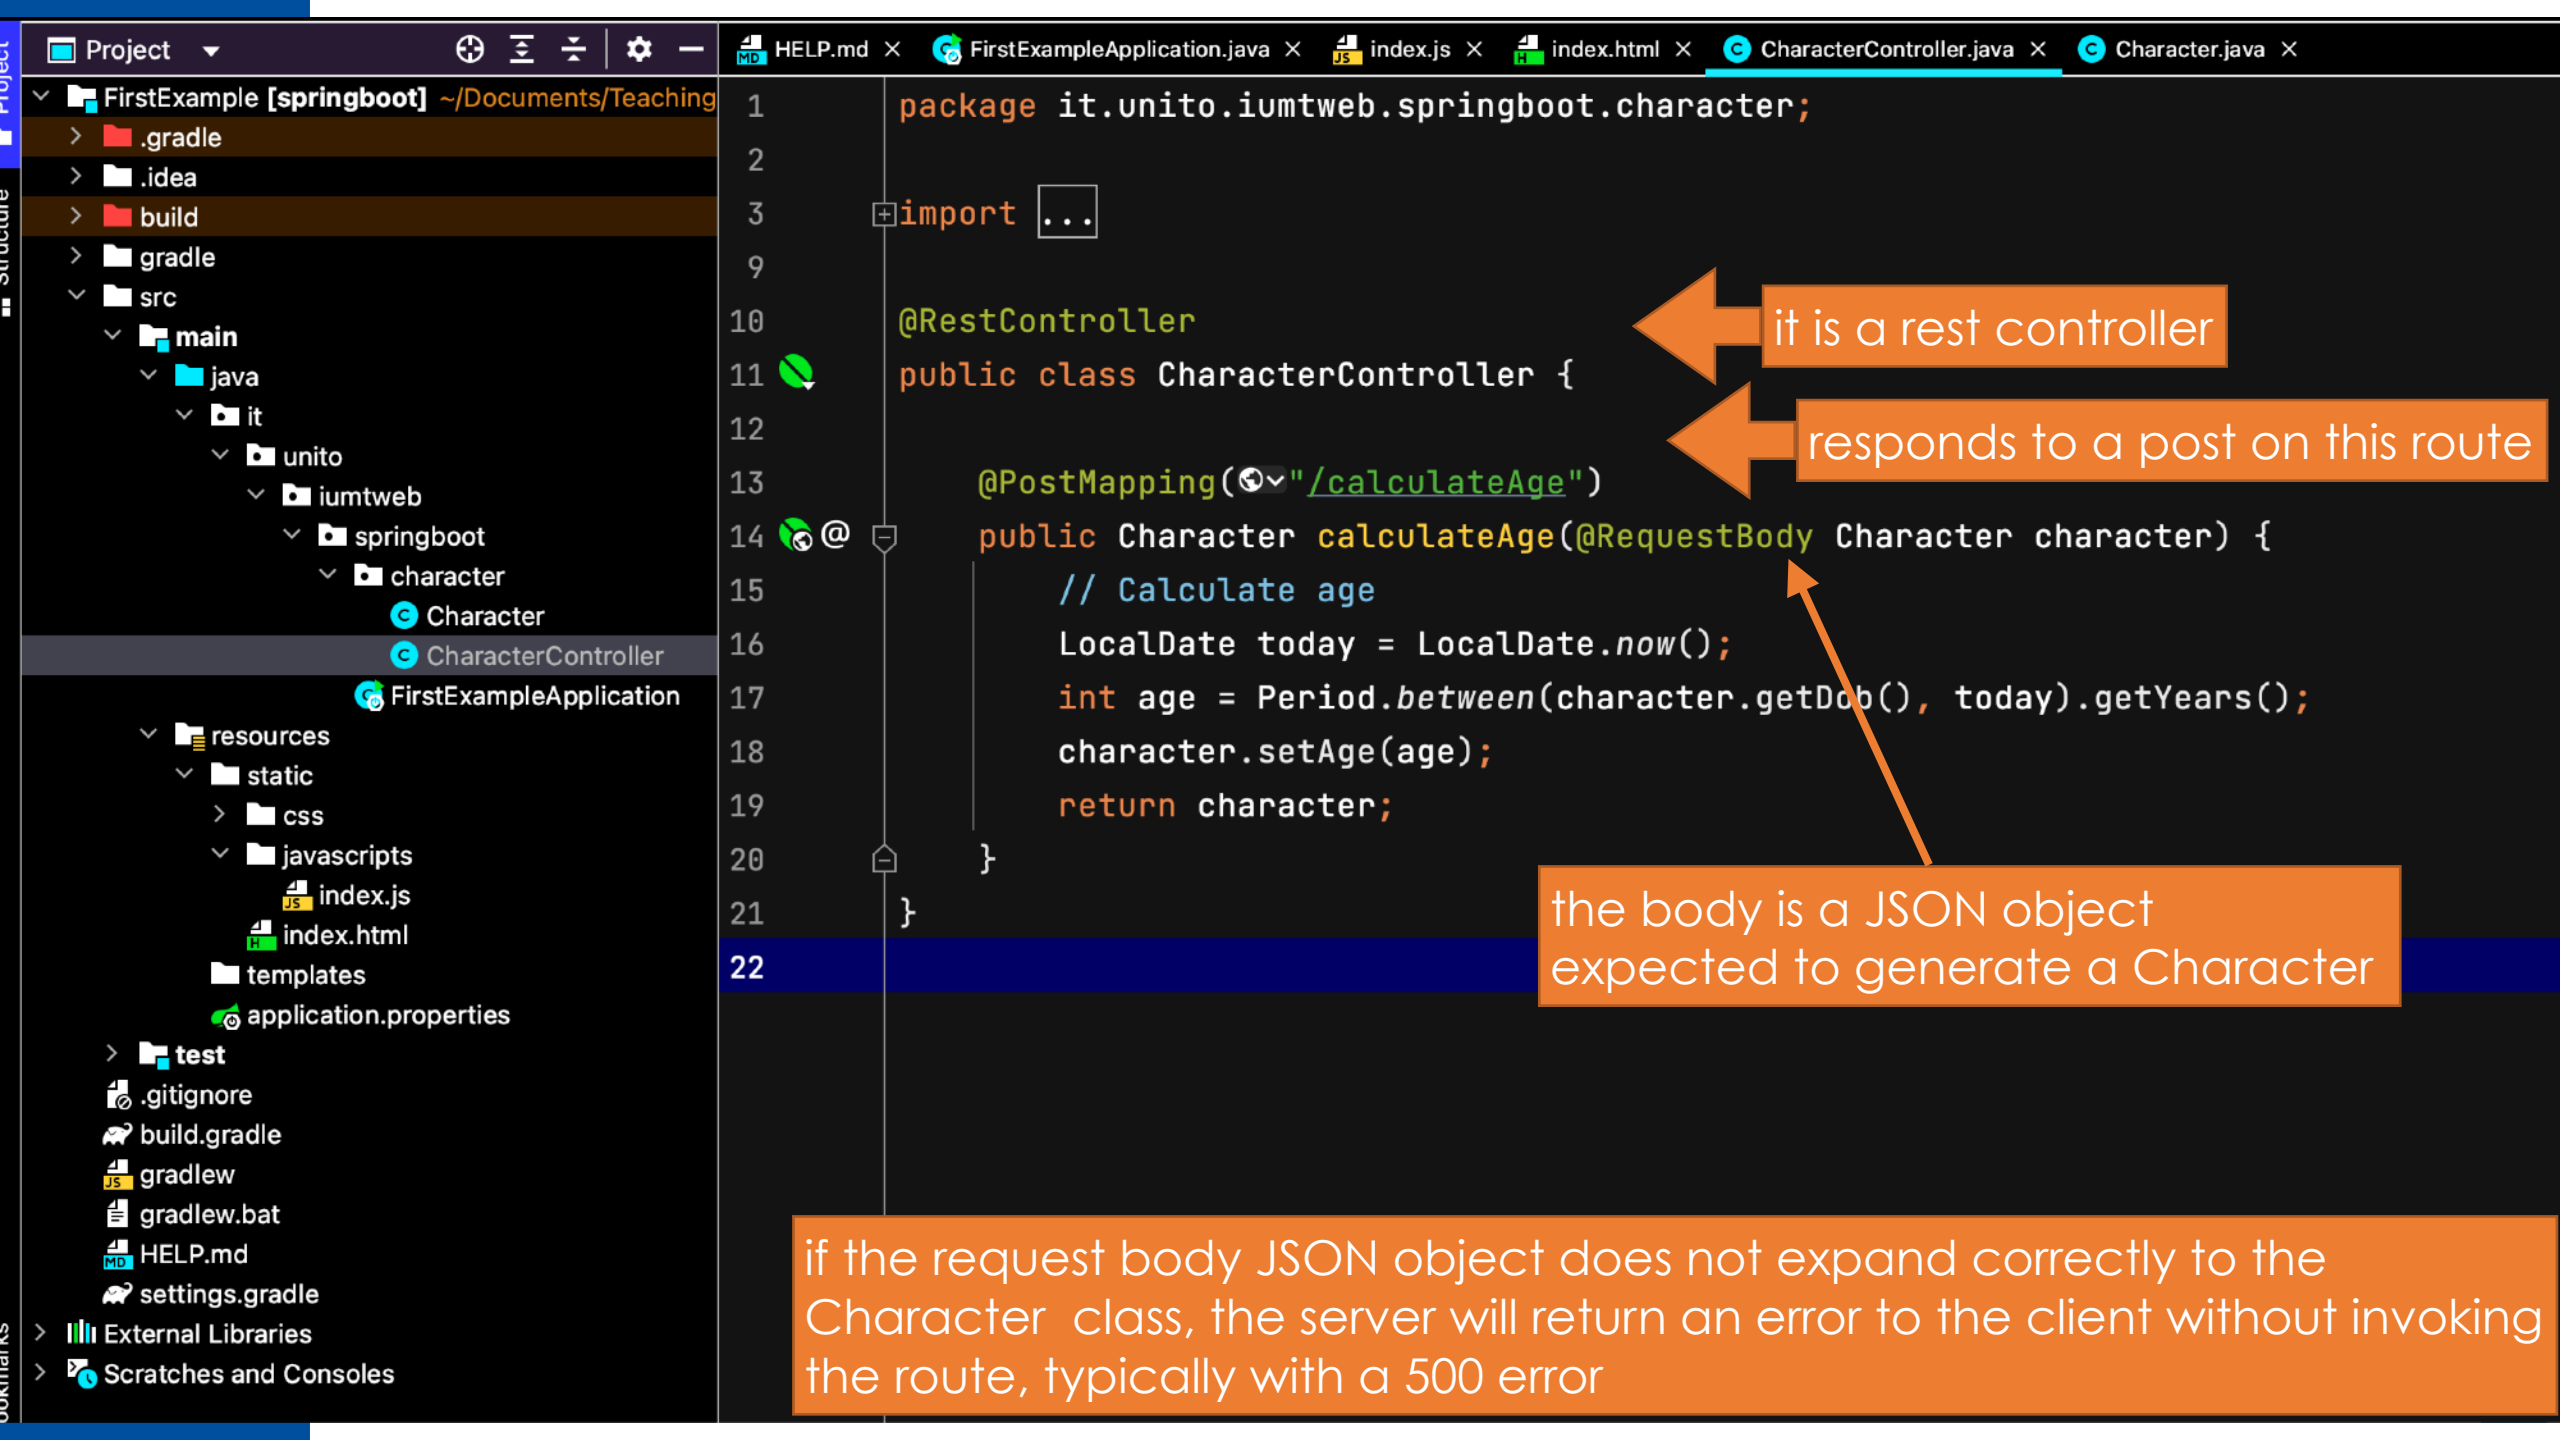 Project
Project
Structure
FirstExample [springboot] ~/Documents/Teaching
.gradle
.idea
build
gradle
src
main
java
it
unito
iumtweb
springboot
character
Character
CharacterController
FirstExampleApplication
resources
static
css
javascripts
index.js
index.html
templates
application.properties
test
.gitignore
build.gradle
gradlew
gradlew.bat
HELP.md
settings.gradle
External Libraries
Scratches and Consoles
HELP.md × FirstExampleApplication.java × index.js × index.html × CharacterController.java × Character.java ×
1 package it.unito.iumtweb.springboot.character;
2
3 import ...
9
10 @RestController
11 public class CharacterController {
12
13 @PostMapping("/calculateAge")
14 @ public Character calculateAge(@RequestBody Character character) {
15 // Calculate age
16 LocalDate today = LocalDate.now();
17 int age = Period.between(character.getDob(), today).getYears();
18 character.setAge(age);
19 return character;
20 }
21 }
22
it is a rest controller
responds to a post on this route
the body is a JSON object
expected to generate a Character
if the request body JSON object does not expand correctly to the
Character class, the server will return an error to the client without invoking
the route, typically with a 500 error